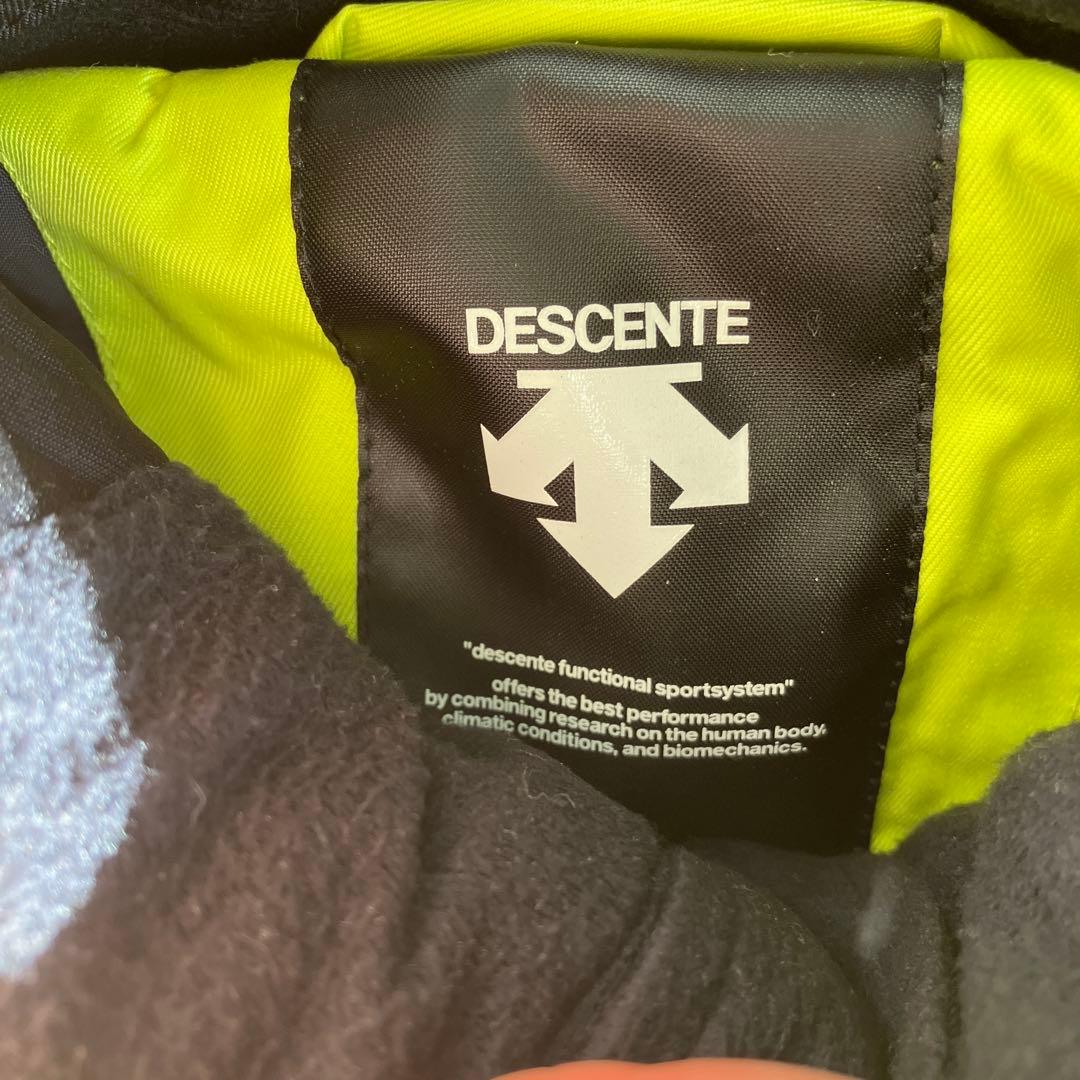 DESCENTE
"descente functional sportsystem"
offers the best performance
by combining research on the human body,
climatic conditions, and biomechanics.